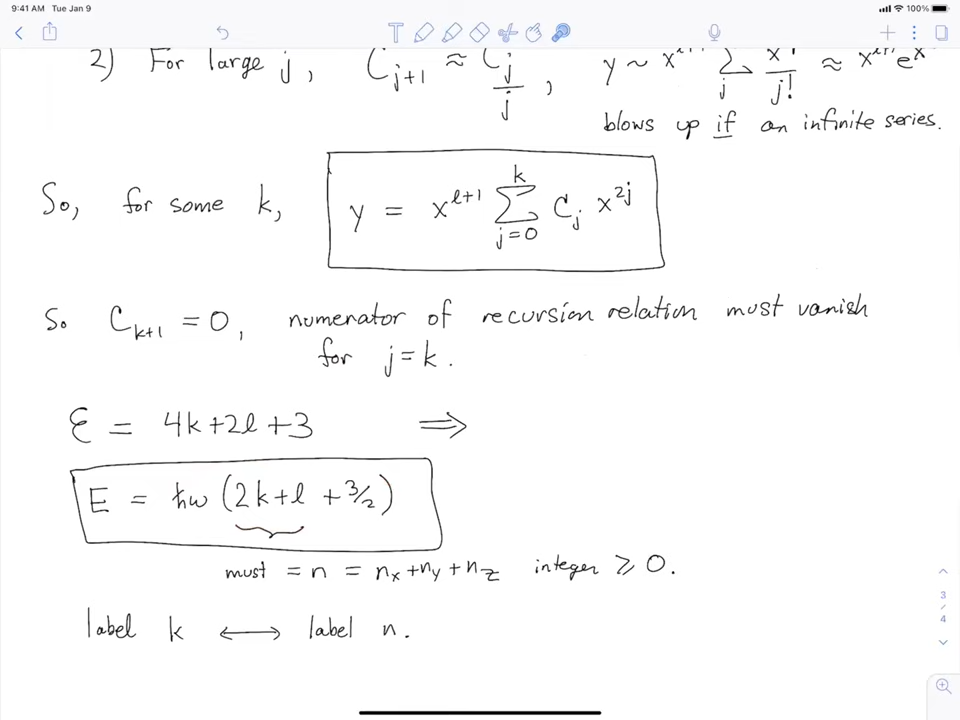 9:41 AM Tue Jan 9
100%
2) For large j, C_{j+1} ≈ C_j / j, y ~ x^{ℓ+1} Σ_j x^j / j! ≈ x^{ℓ+1} e^x
blows up if an infinite series.
So, for some k, y = x^{ℓ+1} Σ_{j=0}^{k} C_j x^{2j}
So C_{k+1} = 0, numerator of recursion relation must vanish
for j = k.
ℰ = 4k+2ℓ+3 ⟹
E = ħω (2k+ℓ+3/2)
must = n = n_x+n_y+n_z integer ⩾ 0.
label k ⟷ label n.
3
/
4